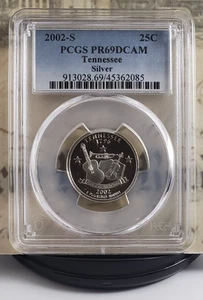 2002-S 25C
PCGS PR69DCAM
Tennessee
Silver
913028.69/45362085
TENNESSEE
1796
2002